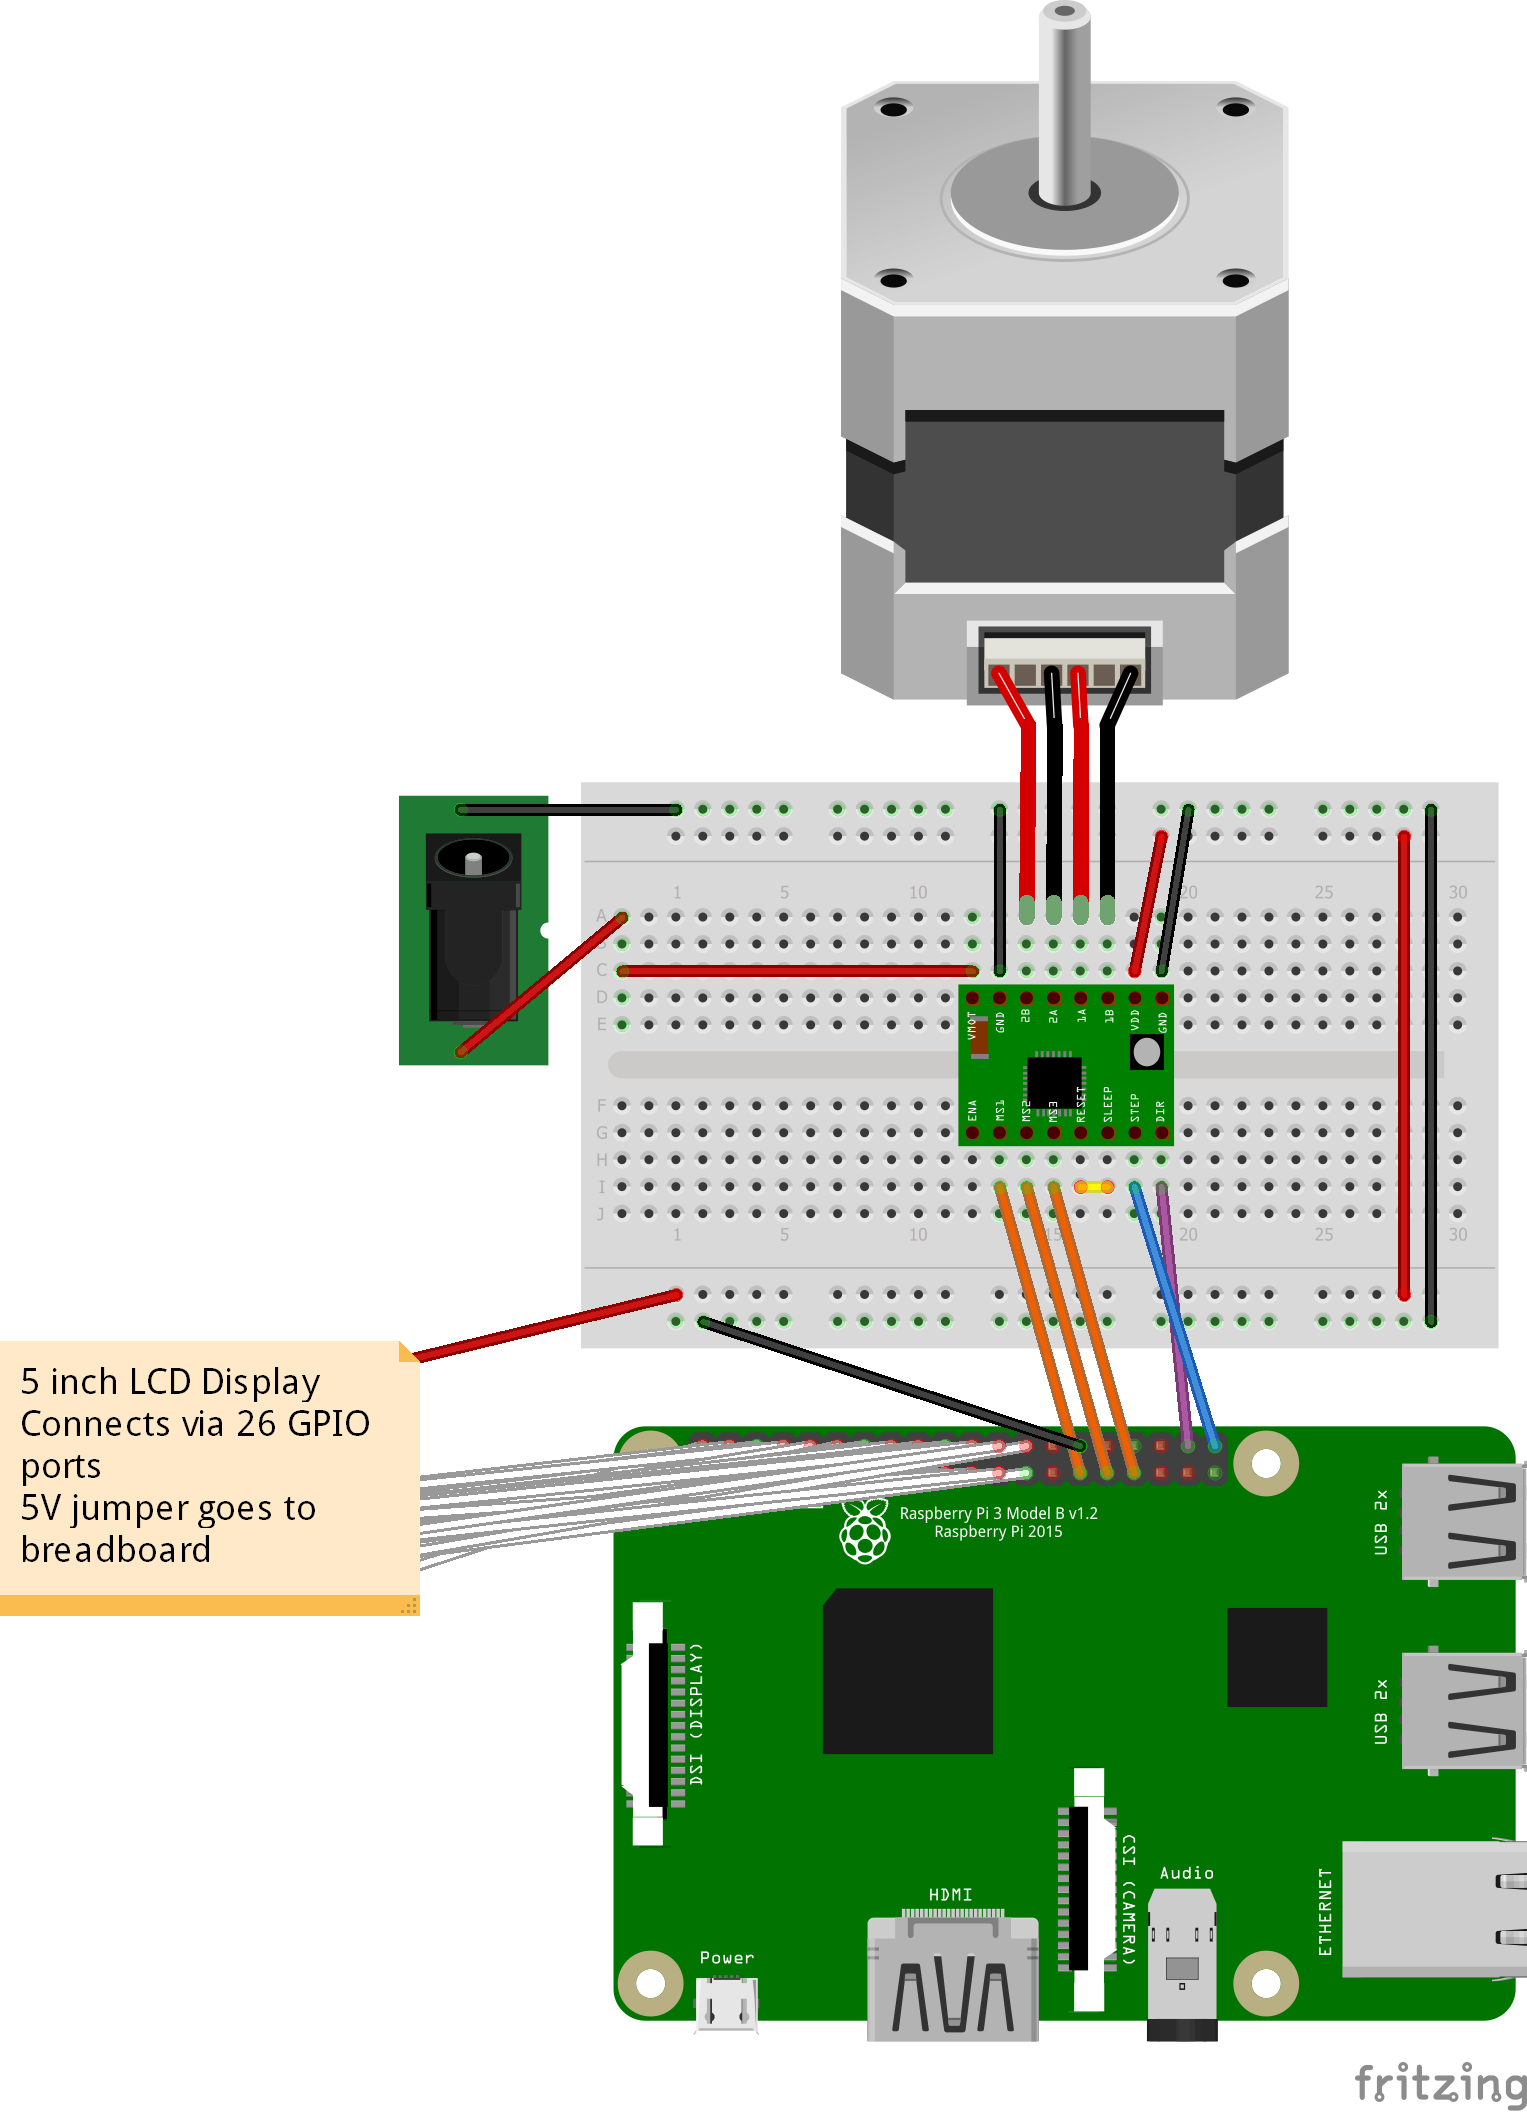 1 5 10 20 25 30
A
B
C
D
E
VMOT GND 2B 2A 1A 1B VDD GND
ENA MS1 MS2 MS3 RESET SLEEP STEP DIR
F
G
H
I
J
1 5 10 15 20 25 30
5 inch LCD Display
Connects via 26 GPIO
ports
5V jumper goes to
breadboard
Raspberry Pi 3 Model B v1.2
Raspberry Pi 2015
USB 2x
DSI (DISPLAY)
USB 2x
CSI (CAMERA)
Audio
ETHERNET
HDMI
Power
fritzing